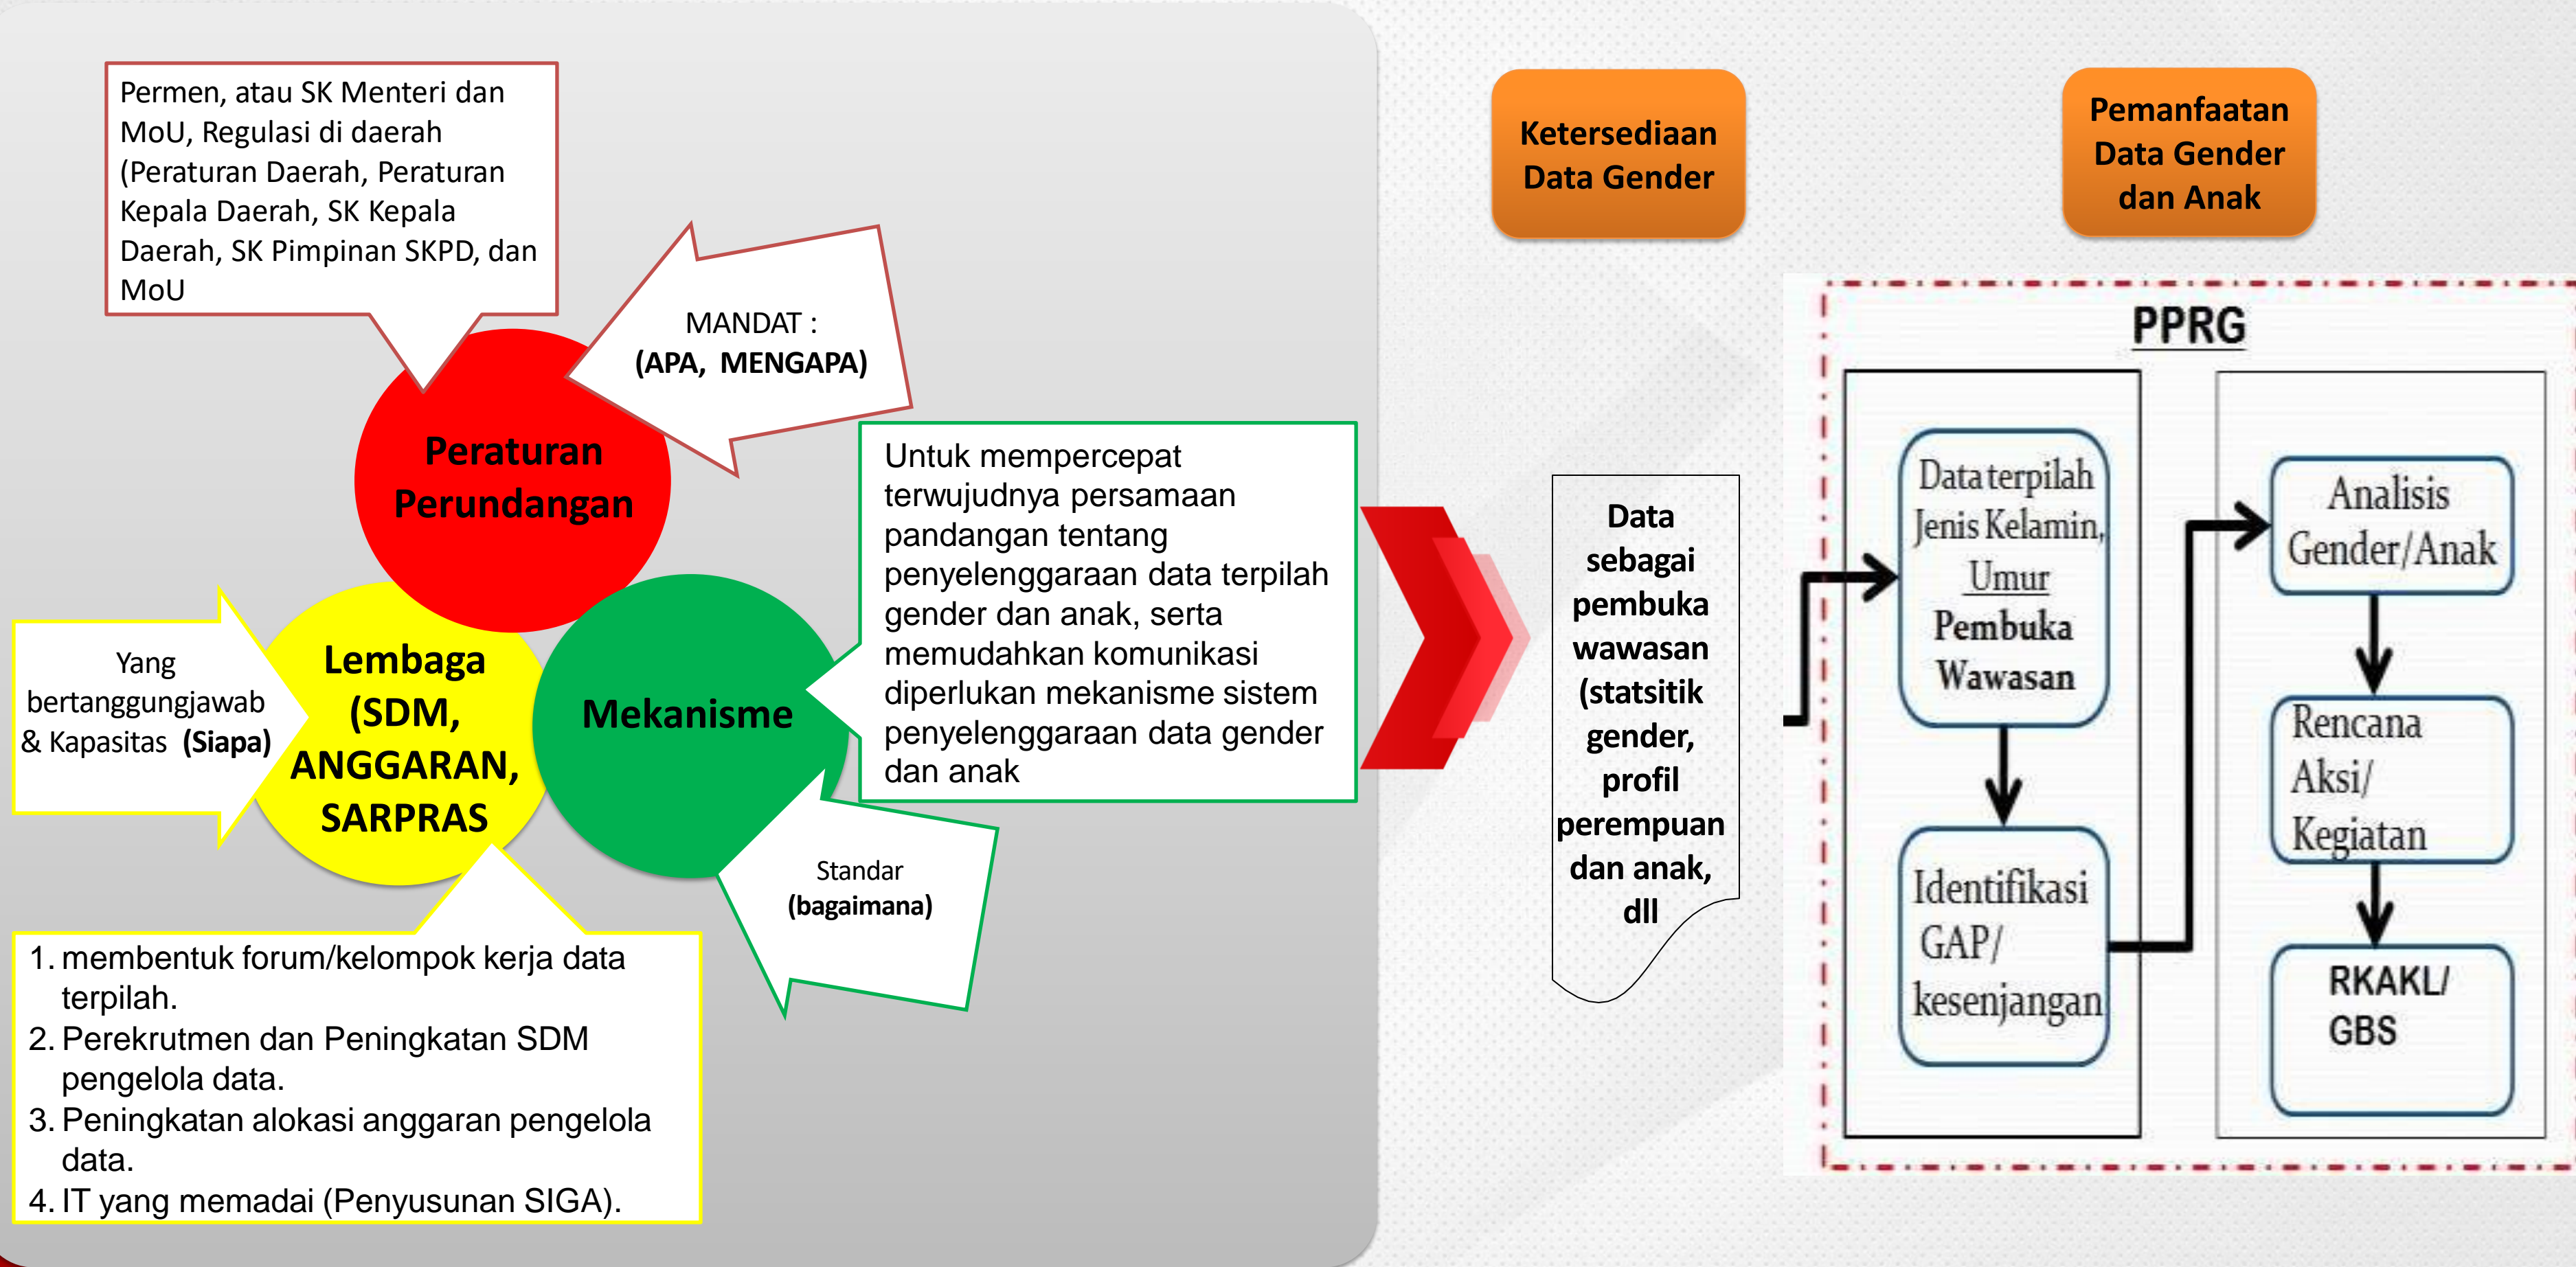 Permen, atau SK Menteri dan
MoU, Regulasi di daerah
(Peraturan Daerah, Peraturan
Kepala Daerah, SK Kepala
Daerah, SK Pimpinan SKPD, dan
MoU
MANDAT :
(APA, MENGAPA)
Peraturan
Perundangan
Yang
bertanggungjawab
& Kapasitas (Siapa)
Lembaga
(SDM,
ANGGARAN,
SARPRAS
Mekanisme
Untuk mempercepat
terwujudnya persamaan
pandangan tentang
penyelenggaraan data terpilah
gender dan anak, serta
memudahkan komunikasi
diperlukan mekanisme sistem
penyelenggaraan data gender
dan anak
Standar
(bagaimana)
1. membentuk forum/kelompok kerja data
terpilah.
2. Perekrutmen dan Peningkatan SDM
pengelola data.
3. Peningkatan alokasi anggaran pengelola
data.
4. IT yang memadai (Penyusunan SIGA).
Ketersediaan
Data Gender
Data
sebagai
pembuka
wawasan
(statsitik
gender,
profil
perempuan
dan anak,
dll
Pemanfaatan
Data Gender
dan Anak
PPRG
Data terpilah
Jenis Kelamin,
Umur
Pembuka
Wawasan
Identifikasi
GAP/
kesenjangan
Analisis
Gender/Anak
Rencana
Aksi/
Kegiatan
RKAKL/
GBS